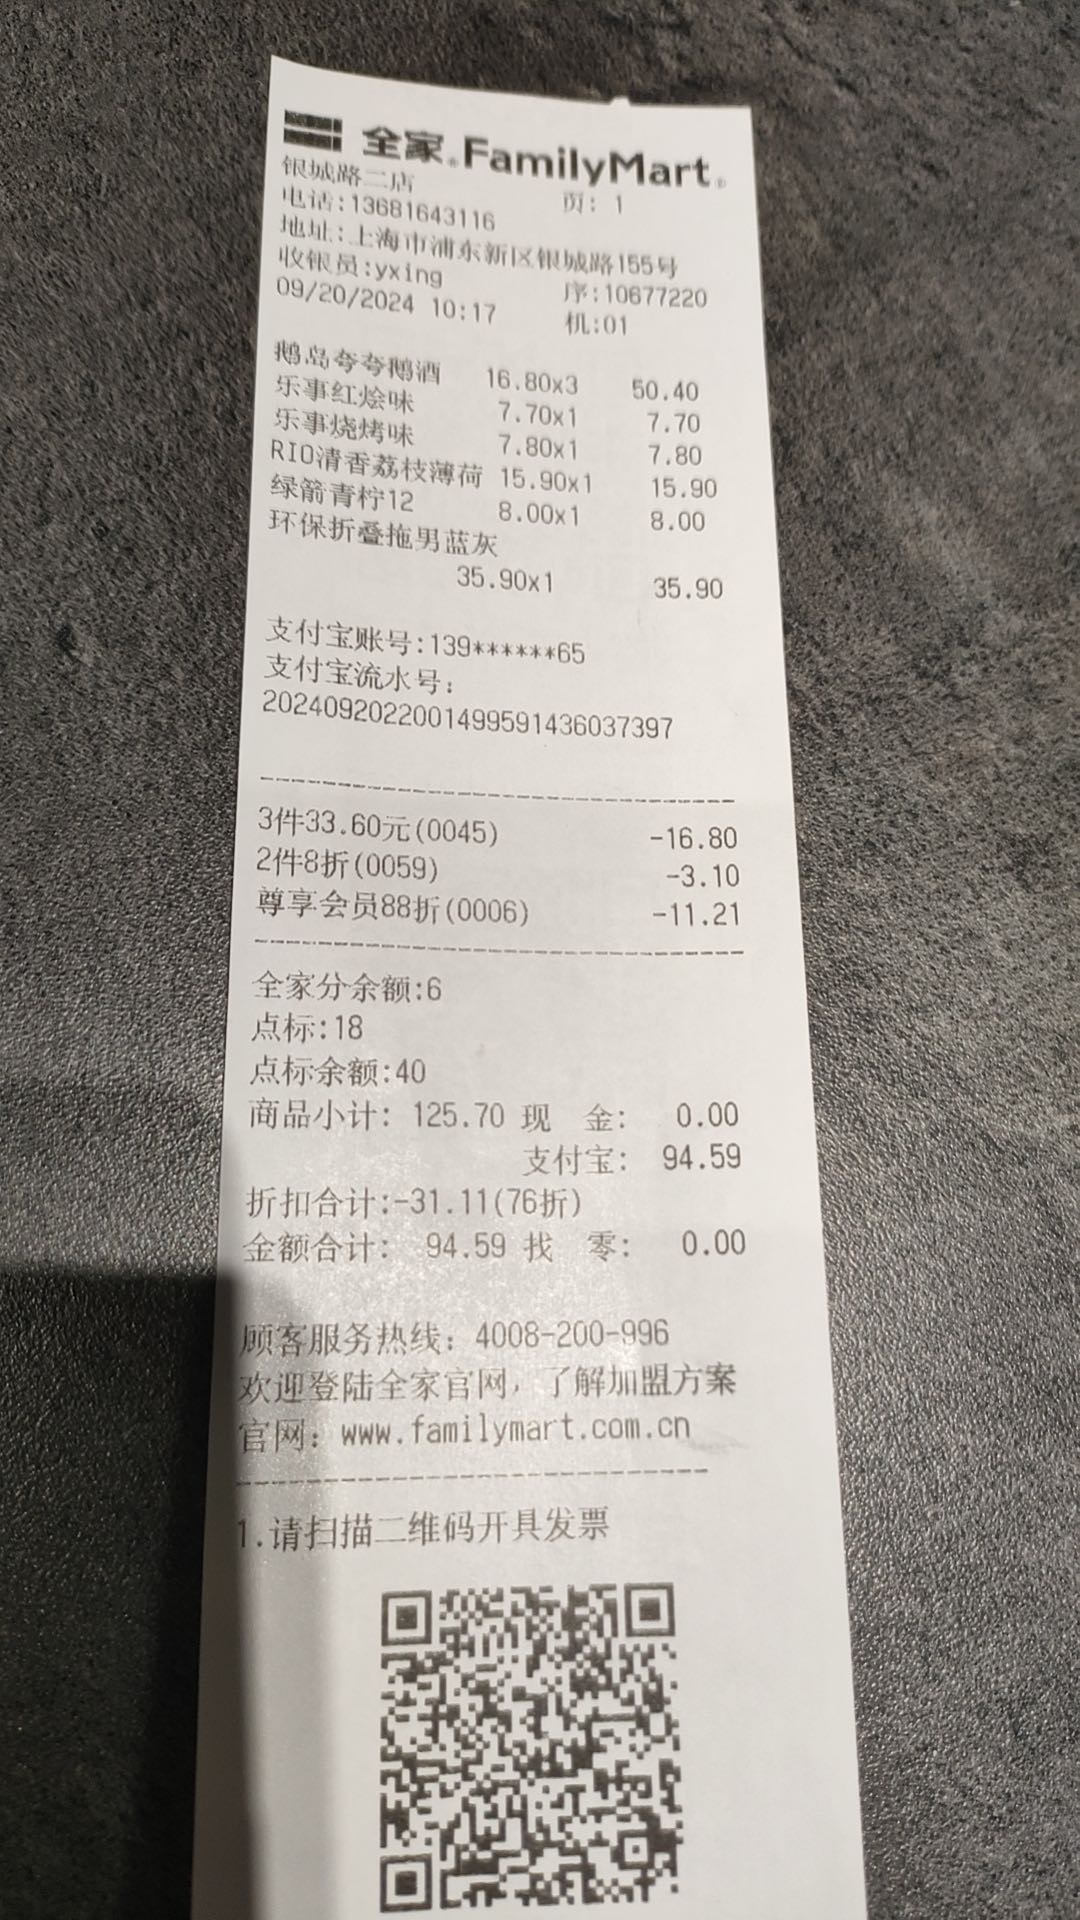 全家 FamilyMart
银城路二店 页: 1
电话:13681643116
地址:上海市浦东新区银城路155号
收银员:yxing 序:10677220
09/20/2024 10:17 机:01
鹅岛夸夸鹅酒 16.80x3 50.40
乐事红烩味 7.70x1 7.70
乐事烧烤味 7.80x1 7.80
RIO清香荔枝薄荷 15.90x1 15.90
绿箭青柠12 8.00x1 8.00
环保折叠拖男蓝灰
35.90x1 35.90
支付宝账号:139******65
支付宝流水号:
2024092022001499591436037397
3件33.60元(0045) -16.80
2件8折(0059) -3.10
尊享会员88折(0006) -11.21
全家分余额:6
点标:18
点标余额:40
商品小计: 125.70 现 金: 0.00
支付宝: 94.59
折扣合计:-31.11(76折)
金额合计: 94.59 找 零: 0.00
顾客服务热线: 4008-200-996
欢迎登陆全家官网, 了解加盟方案
官网: www.familymart.com.cn
1.请扫描二维码开具发票